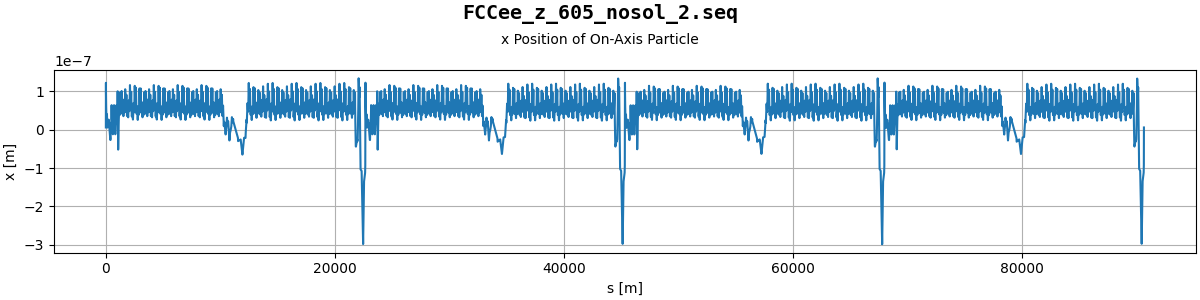 FCCee_z_605_nosol_2.seq
x Position of On-Axis Particle
1e−7
1
0
−1
−2
−3
x [m]
0 20000 40000 60000 80000
s [m]